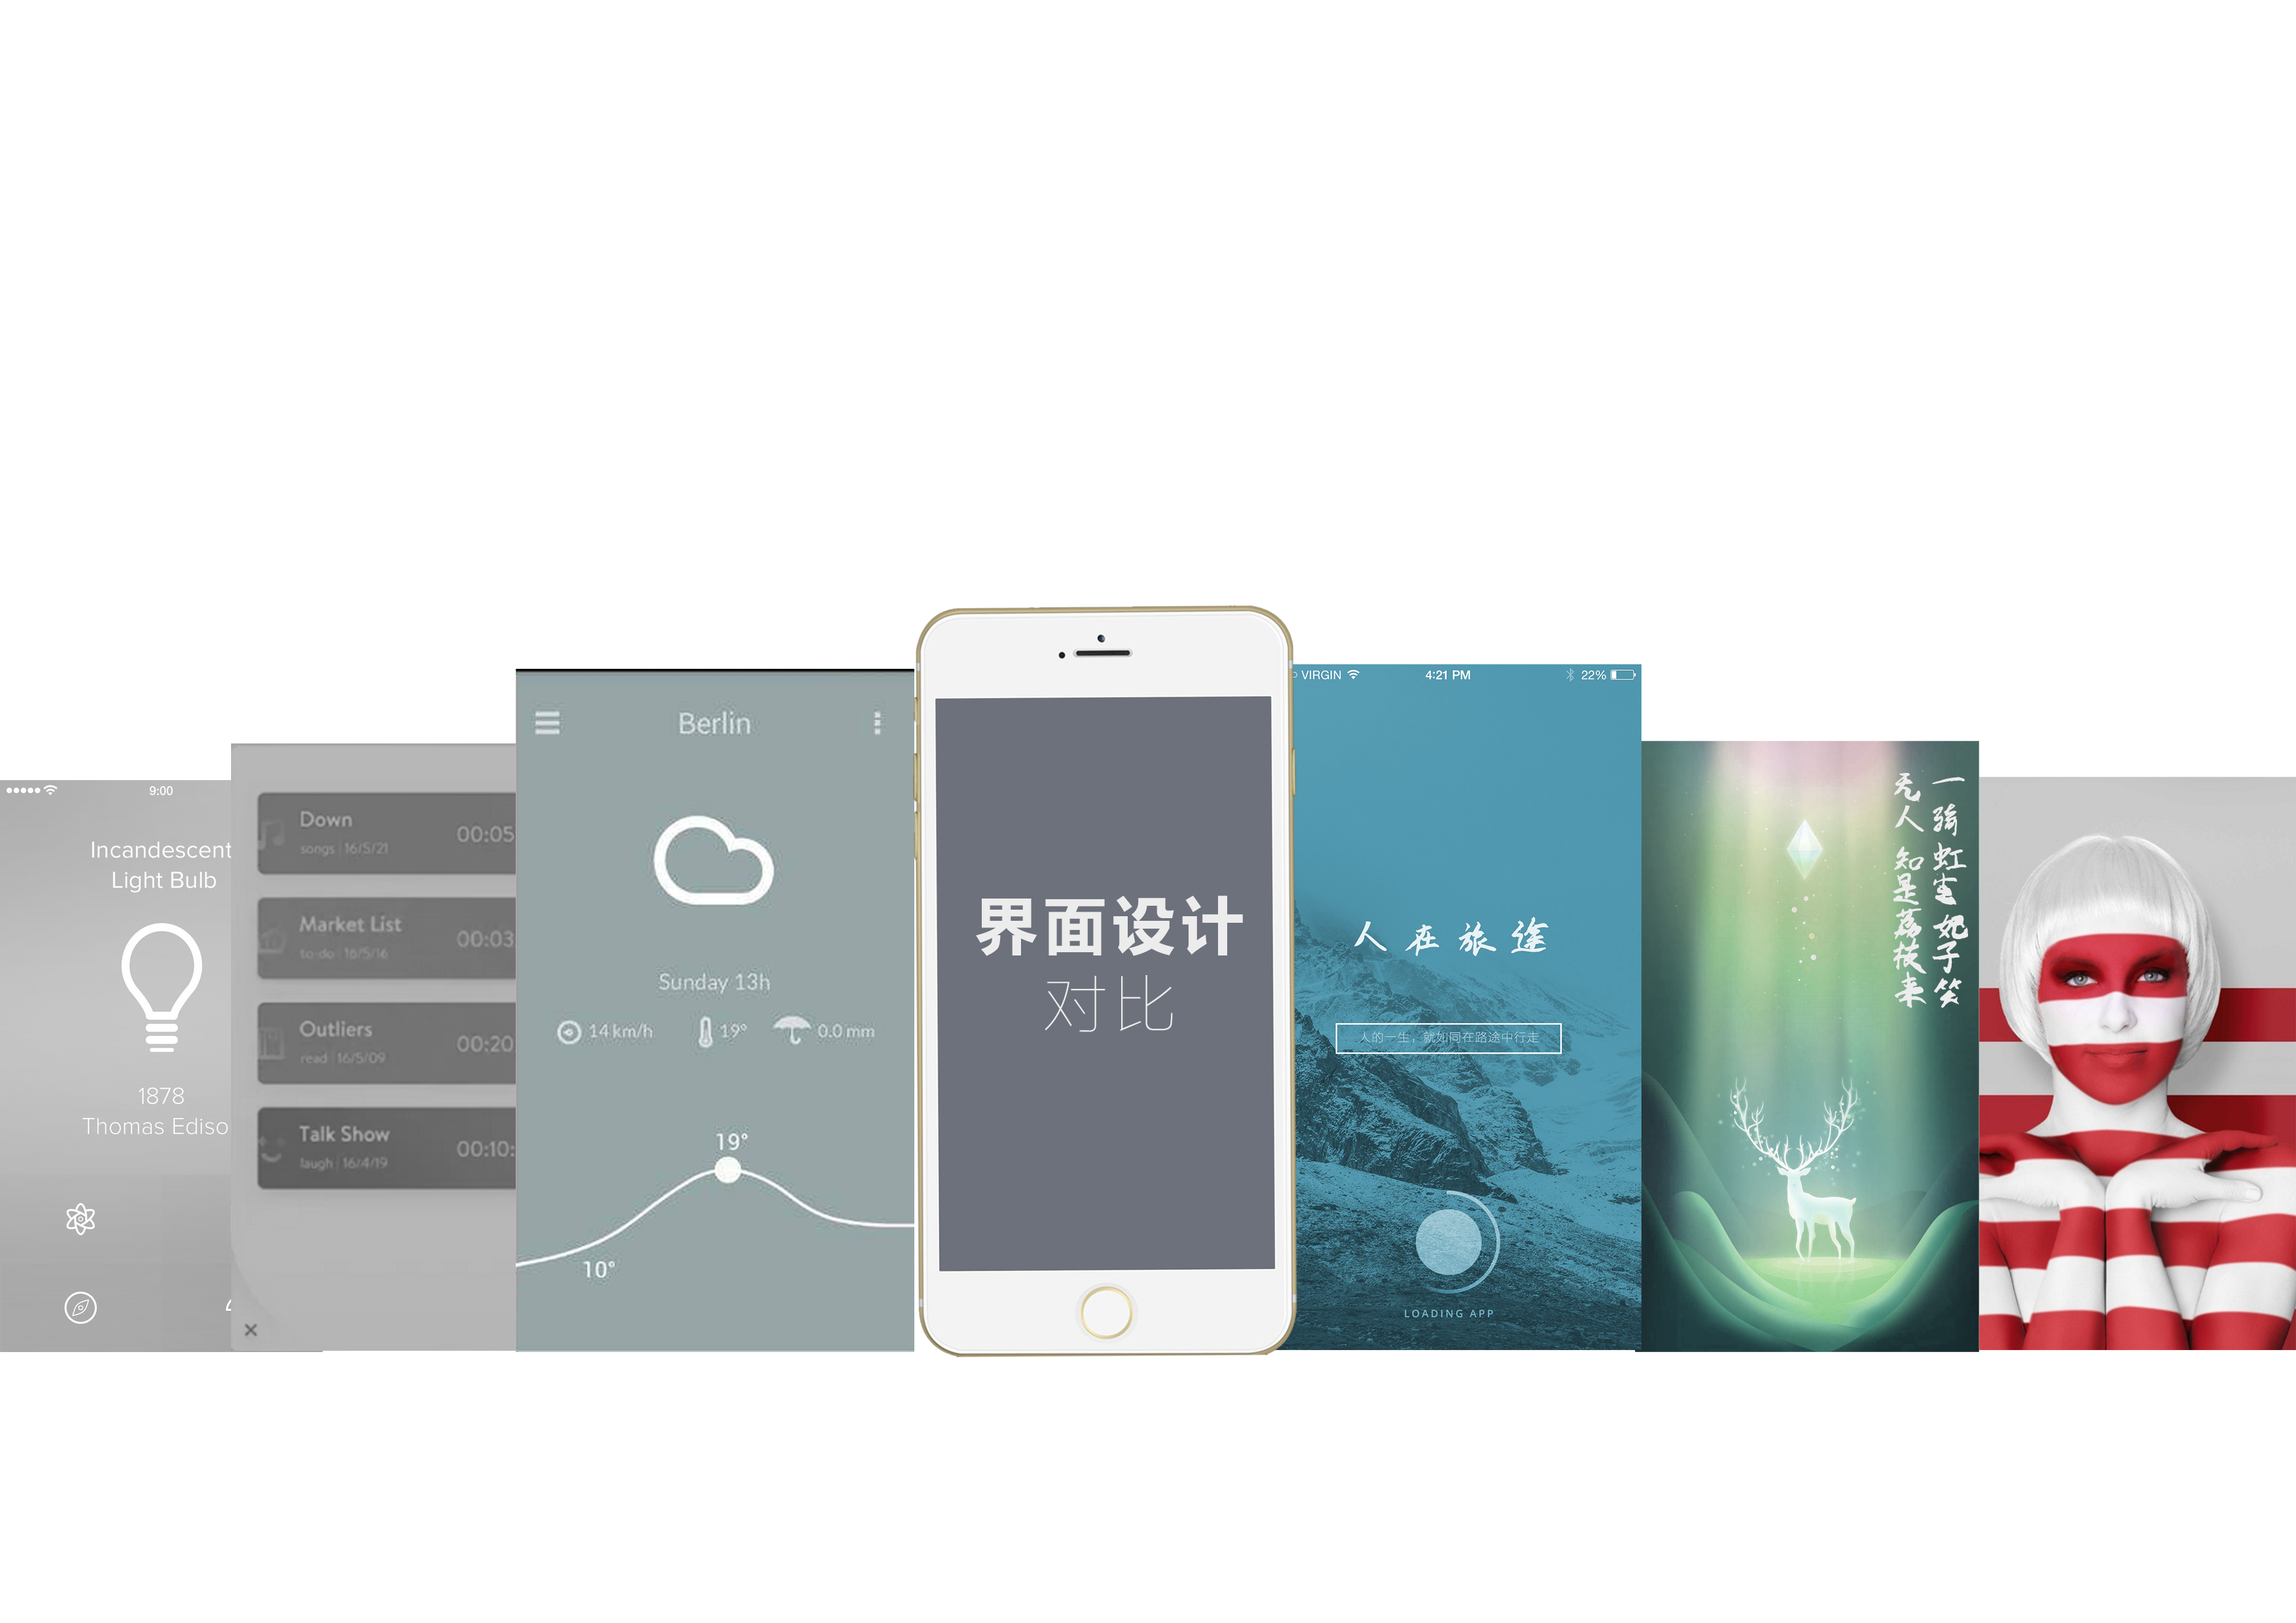 9:00
Incandescent
Light Bulb
1878
Thomas Ediso
Down
songs | 16/5/21
00:05
Market List
to-do | 16/5/16
00:03
Outliers
read | 16/5/09
00:20
Talk Show
laugh | 16/4/19
00:10:
Berlin
Sunday 13h
14 km/h 19° 0.0 mm
19°
10°
界面设计
对比
VIRGIN 4:21 PM 22%
人在旅途
人的一生，就如同在路途中行走
LOADING APP
一骑虹尘妃子笑
无人知是荔枝来